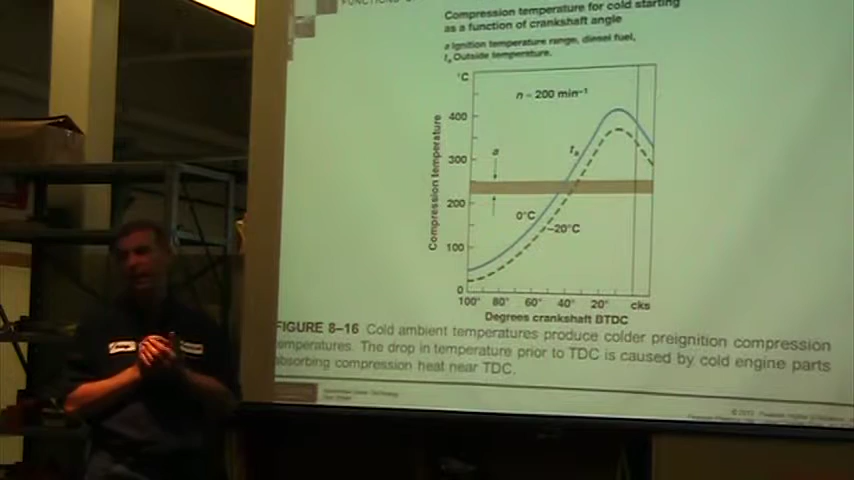 FUNCTIONS
Compression temperature for cold starting
as a function of crankshaft angle
a Ignition temperature range, diesel fuel,
ta Outside temperature.
°C
n = 200 min⁻¹
400
300
200
100
0
Compression temperature
a
ta
0°C
-20°C
100° 80° 60° 40° 20° cks
Degrees crankshaft BTDC
FIGURE 8–16 Cold ambient temperatures produce colder preignition compression
temperatures. The drop in temperature prior to TDC is caused by cold engine parts
absorbing compression heat near TDC.